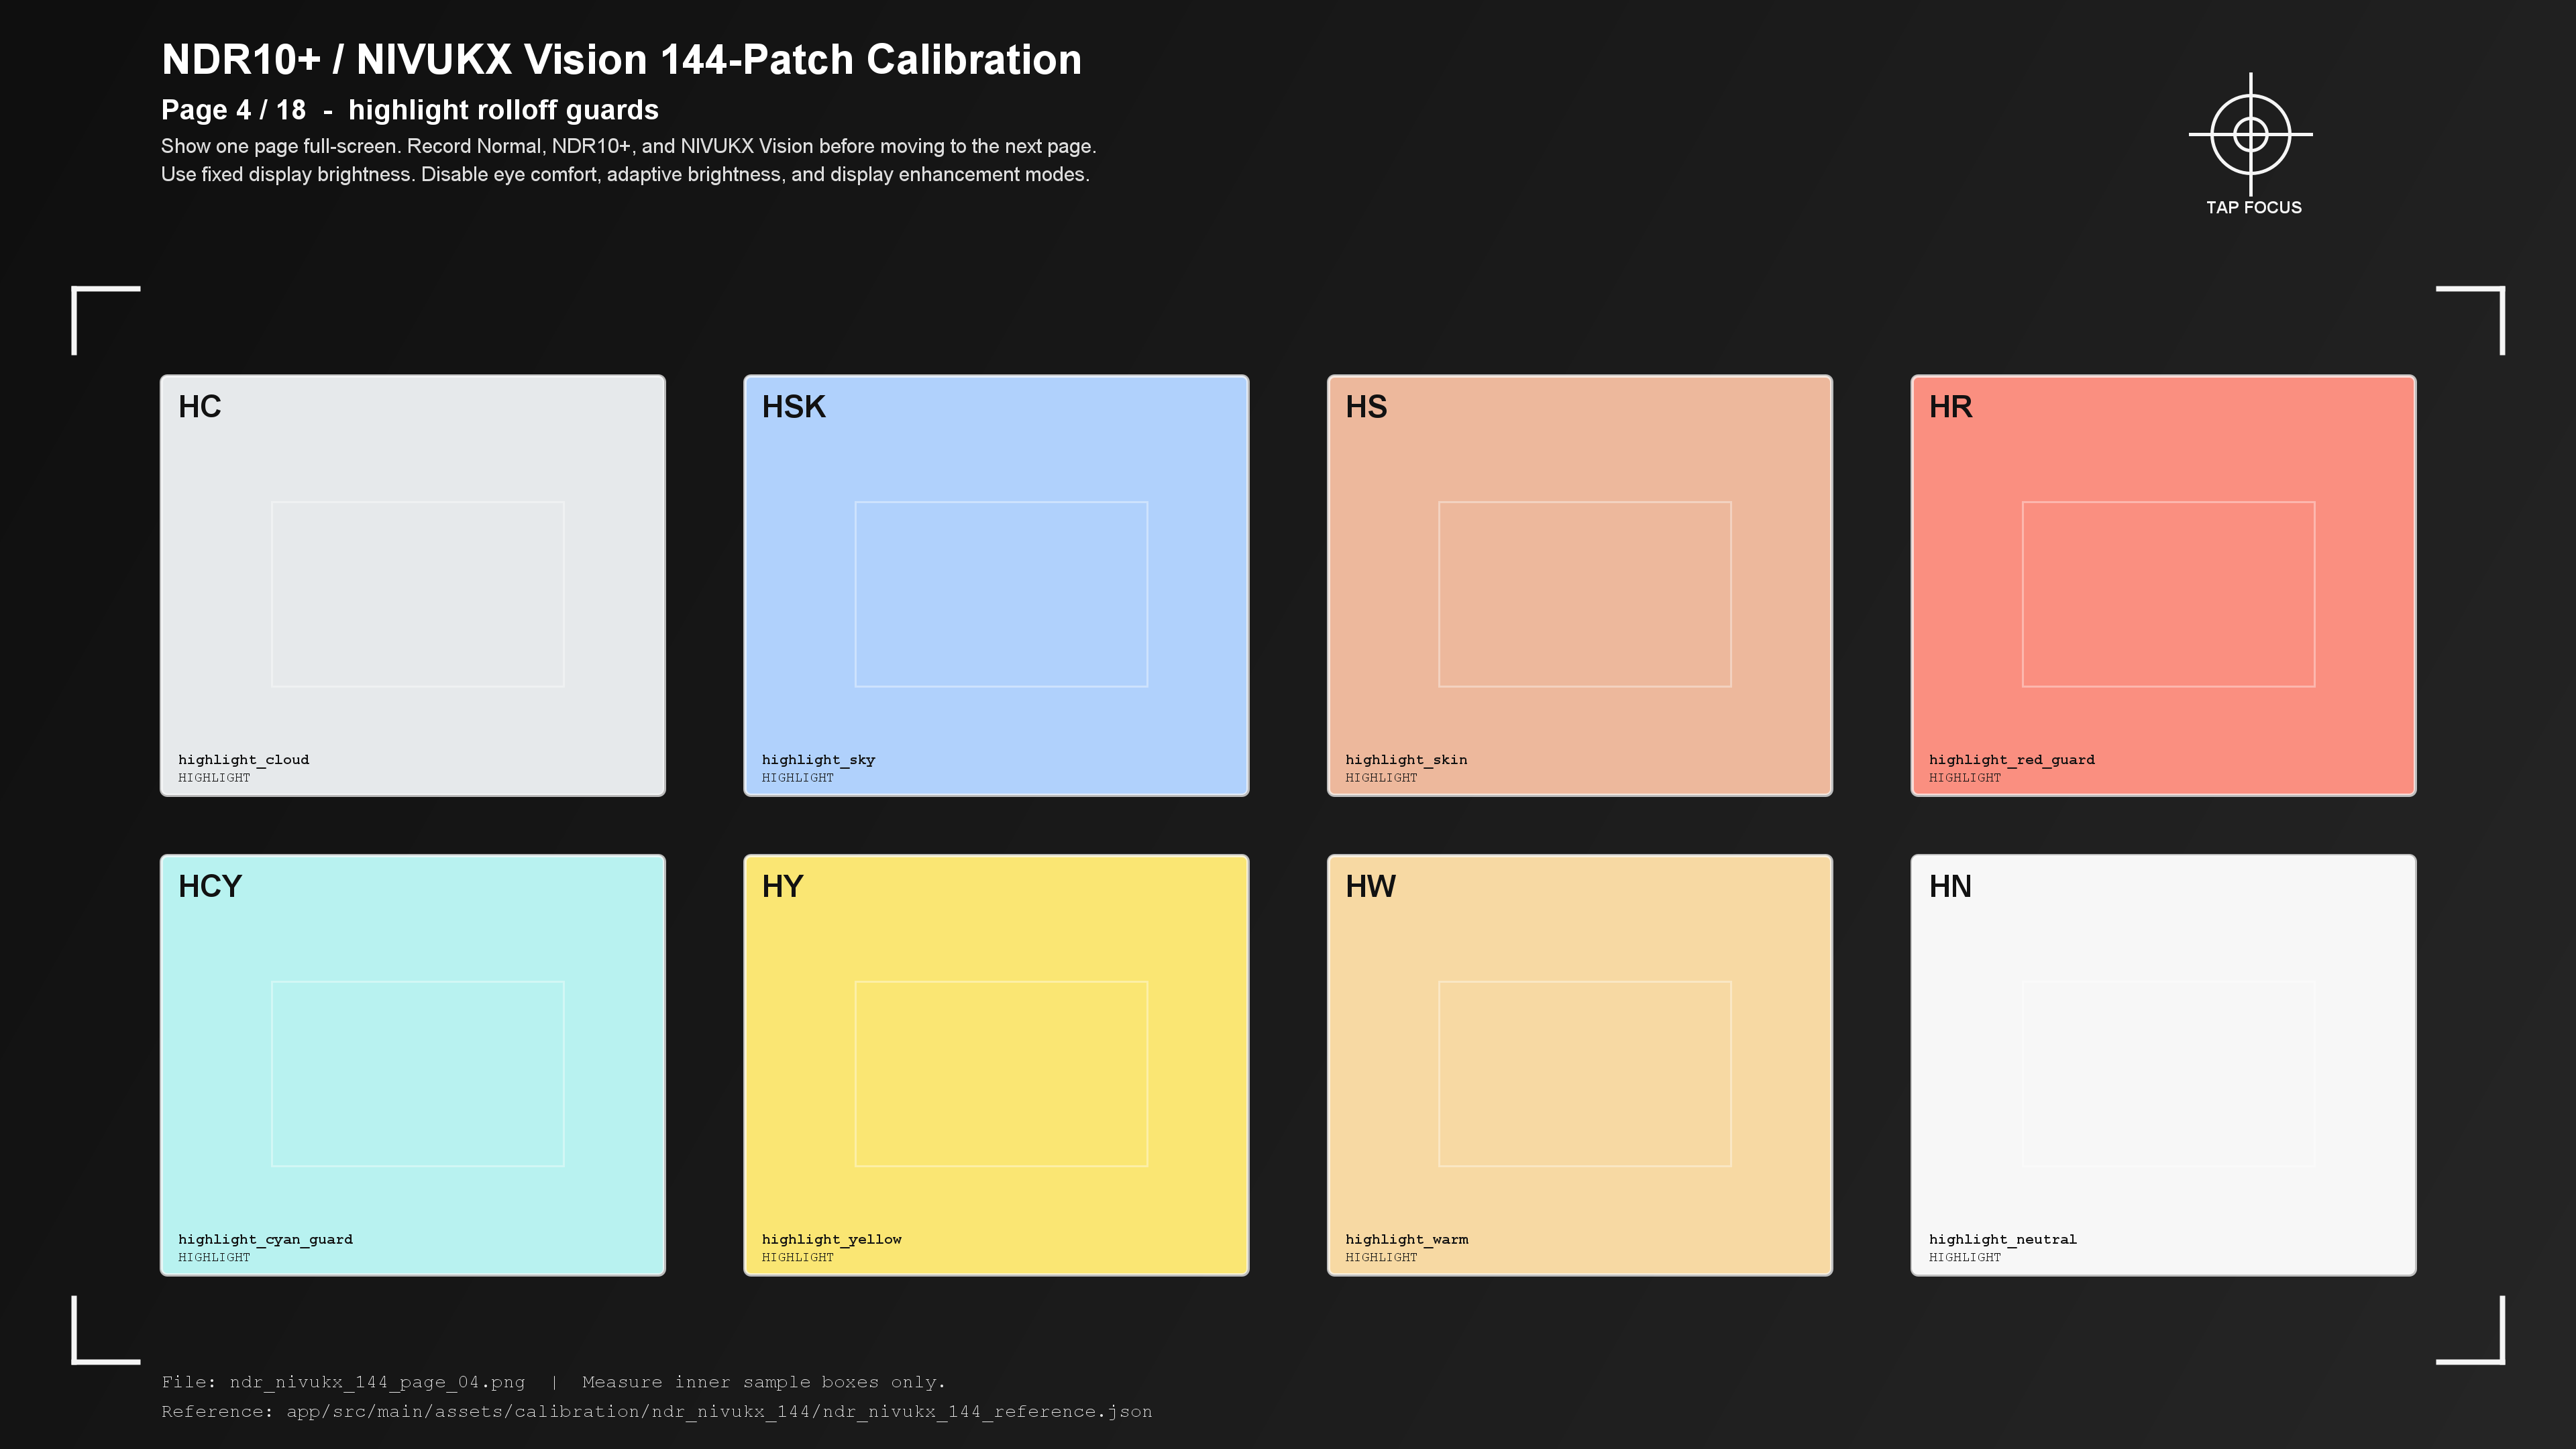 NDR10+ / NIVUKX Vision 144-Patch Calibration
Page 4 / 18 - highlight rolloff guards
Show one page full-screen. Record Normal, NDR10+, and NIVUKX Vision before moving to the next page.
Use fixed display brightness. Disable eye comfort, adaptive brightness, and display enhancement modes.
TAP FOCUS
HC
highlight_cloud
HIGHLIGHT
HSK
highlight_sky
HIGHLIGHT
HS
highlight_skin
HIGHLIGHT
HR
highlight_red_guard
HIGHLIGHT
HCY
highlight_cyan_guard
HIGHLIGHT
HY
highlight_yellow
HIGHLIGHT
HW
highlight_warm
HIGHLIGHT
HN
highlight_neutral
HIGHLIGHT
File: ndr_nivukx_144_page_04.png | Measure inner sample boxes only.
Reference: app/src/main/assets/calibration/ndr_nivukx_144/ndr_nivukx_144_reference.json